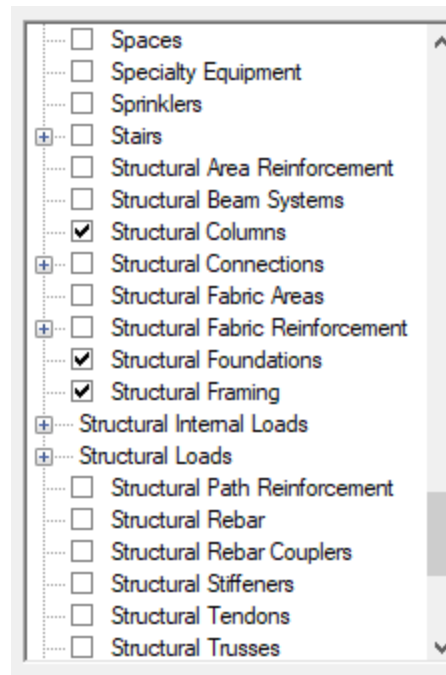 Spaces
Specialty Equipment
Sprinklers
Stairs
Structural Area Reinforcement
Structural Beam Systems
Structural Columns
Structural Connections
Structural Fabric Areas
Structural Fabric Reinforcement
Structural Foundations
Structural Framing
Structural Internal Loads
Structural Loads
Structural Path Reinforcement
Structural Rebar
Structural Rebar Couplers
Structural Stiffeners
Structural Tendons
Structural Trusses